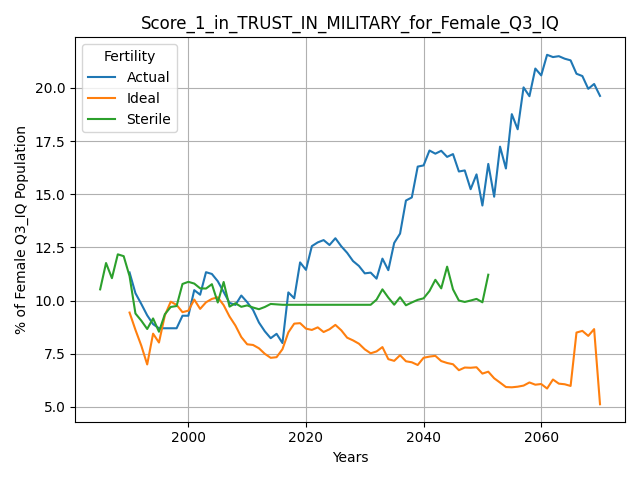 Score_1_in_TRUST_IN_MILITARY_for_Female_Q3_IQ
Fertility
Actual
Ideal
Sterile
% of Female Q3_IQ Population
20.0
17.5
15.0
12.5
10.0
7.5
5.0
2000
2020
2040
2060
Years